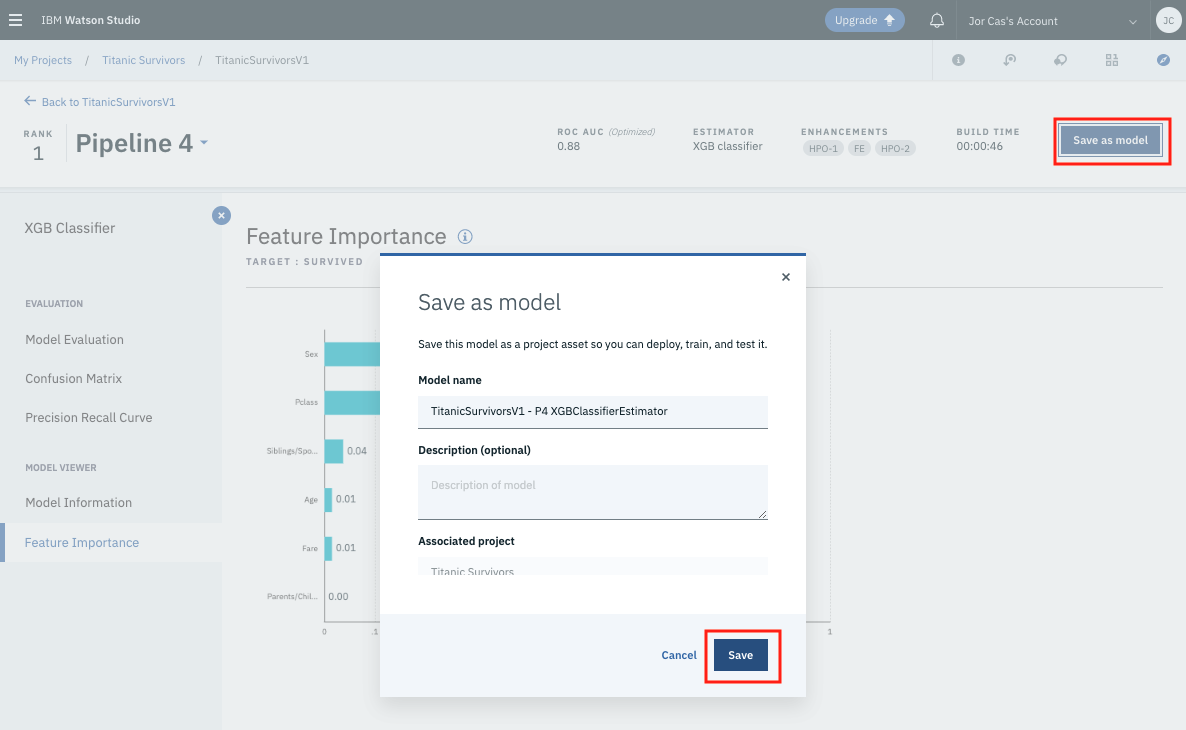 IBM Watson Studio
Upgrade
Jor Cas's Account
JC
My Projects / Titanic Survivors / TitanicSurvivorsV1
Back to TitanicSurvivorsV1
RANK
1
Pipeline 4
ROC AUC (Optimized)
0.88
ESTIMATOR
XGB classifier
ENHANCEMENTS
HPO-1 FE HPO-2
BUILD TIME
00:00:46
Save as model
XGB Classifier
EVALUATION
Model Evaluation
Confusion Matrix
Precision Recall Curve
MODEL VIEWER
Model Information
Feature Importance
Feature Importance
TARGET : SURVIVED
Sex
Pclass
Siblings/Spo... 0.04
Age 0.01
Fare 0.01
Parents/Chil... 0.00
0 .1 1
Save as model
Save this model as a project asset so you can deploy, train, and test it.
Model name
TitanicSurvivorsV1 - P4 XGBClassifierEstimator
Description (optional)
Description of model
Associated project
Titanic Survivors
Cancel
Save